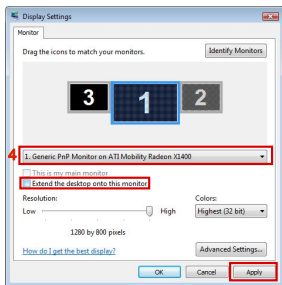 Display Settings
Monitor
Drag the icons to match your monitors.
Identify Monitors
3
1
2
4
1. Generic PnP Monitor on ATI Mobility Radeon X1400
This is my main monitor
Extend the desktop onto this monitor
Resolution:
Colors:
Low
High
Highest (32 bit)
1280 by 800 pixels
How do I get the best display?
Advanced Settings...
OK
Cancel
Apply